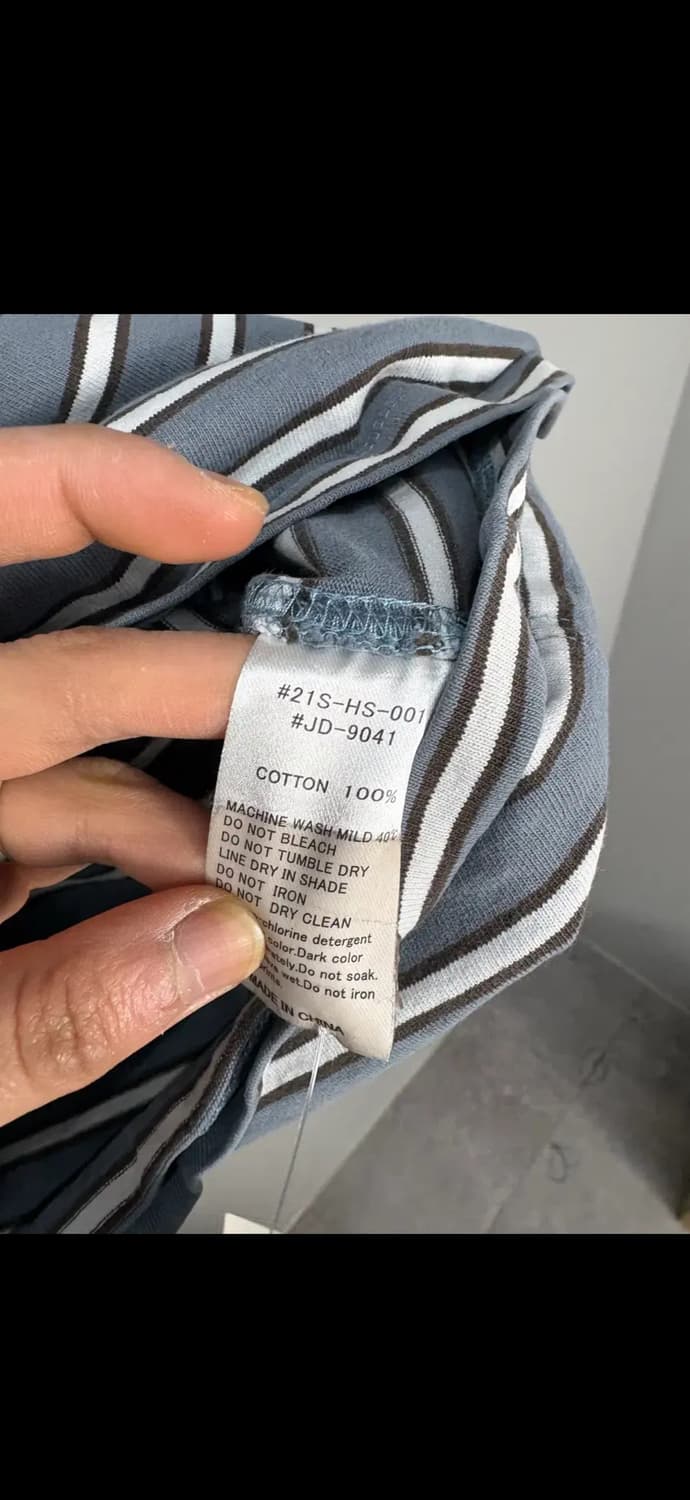 #21S-HS-001
#JD-9041
COTTON 100%
MACHINE WASH MILD 40℃
DO NOT BLEACH
DO NOT TUMBLE DRY
LINE DRY IN SHADE
DO NOT IRON
DO NOT DRY CLEAN
chlorine detergent
color.Dark color
Do not soak.
wet.Do not iron
MADE IN CHINA